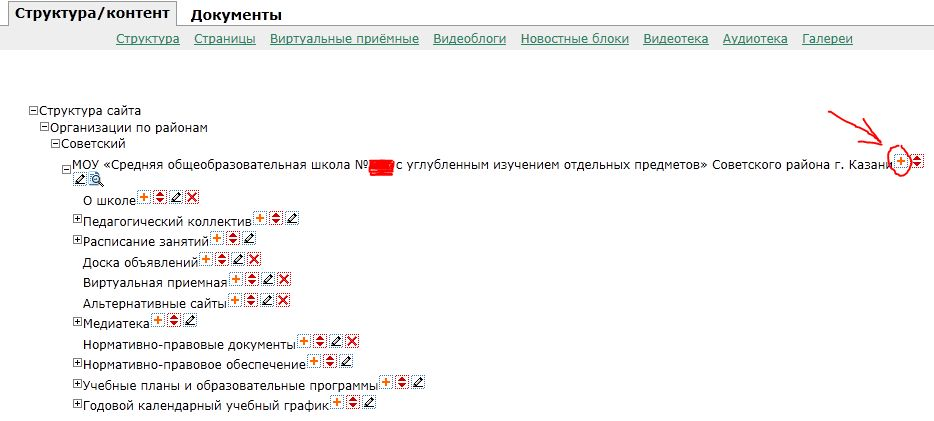 Структура/контент Документы
Структура Страницы Виртуальные приёмные Видеоблоги Новостные блоки Видеотека Аудиотека Галереи
Структура сайта
Организации по районам
Советский
МОУ «Средняя общеобразовательная школа № с углубленным изучением отдельных предметов» Советского района г. Казани
О школе
Педагогический коллектив
Расписание занятий
Доска объявлений
Виртуальная приемная
Альтернативные сайты
Медиатека
Нормативно-правовые документы
Нормативно-правовое обеспечение
Учебные планы и образовательные программы
Годовой календарный учебный график